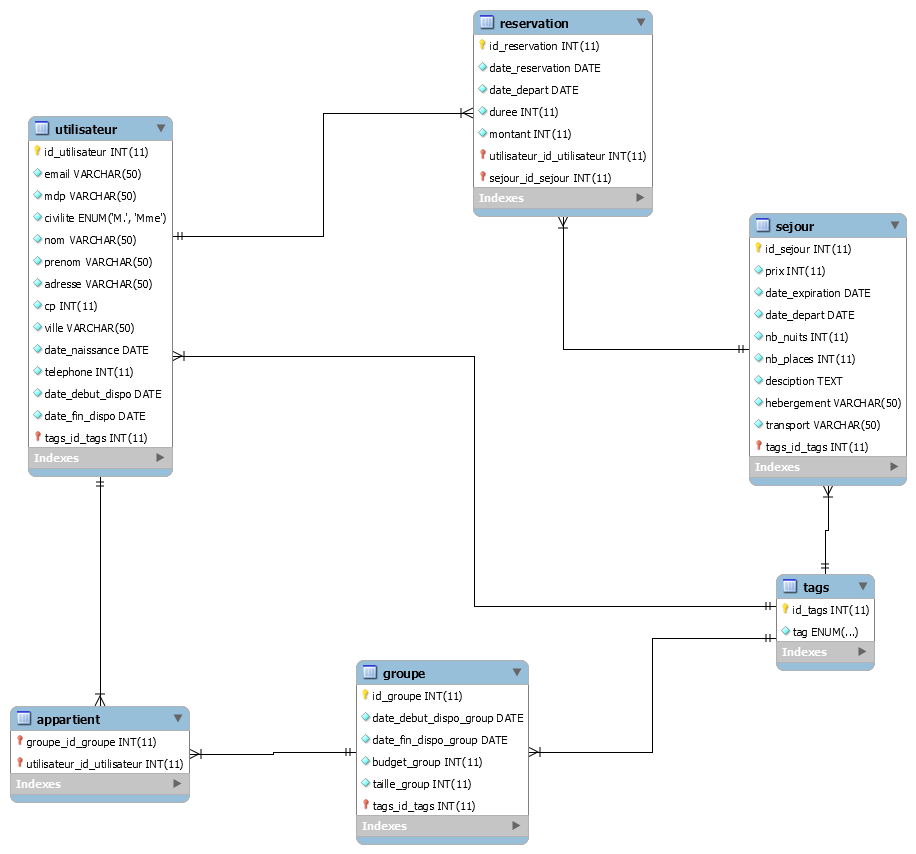 reservation
id_reservation INT(11)
date_reservation DATE
date_depart DATE
duree INT(11)
montant INT(11)
utilisateur_id_utilisateur INT(11)
sejour_id_sejour INT(11)
Indexes
utilisateur
id_utilisateur INT(11)
email VARCHAR(50)
mdp VARCHAR(50)
civilite ENUM('M.', 'Mme')
nom VARCHAR(50)
prenom VARCHAR(50)
adresse VARCHAR(50)
cp INT(11)
ville VARCHAR(50)
date_naissance DATE
telephone INT(11)
date_debut_dispo DATE
date_fin_dispo DATE
tags_id_tags INT(11)
Indexes
sejour
id_sejour INT(11)
prix INT(11)
date_expiration DATE
date_depart DATE
nb_nuits INT(11)
nb_places INT(11)
desciption TEXT
hebergement VARCHAR(50)
transport VARCHAR(50)
tags_id_tags INT(11)
Indexes
tags
id_tags INT(11)
tag ENUM(...)
Indexes
groupe
id_groupe INT(11)
date_debut_dispo_group DATE
date_fin_dispo_group DATE
budget_group INT(11)
taille_group INT(11)
tags_id_tags INT(11)
Indexes
appartient
groupe_id_groupe INT(11)
utilisateur_id_utilisateur INT(11)
Indexes